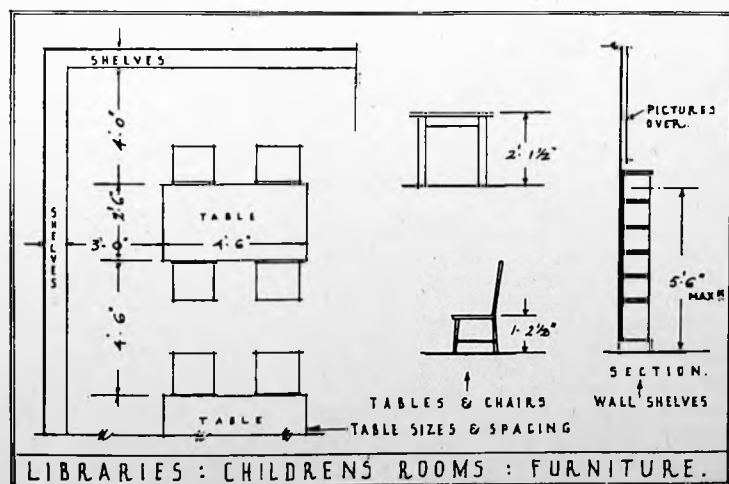 SHELVES
4'·0"
SHELVES
2'·6"
TABLE
3'·0"
4'·6"
4'·6"
TABLE
2'·1½"
1·2½"
TABLES & CHAIRS
TABLE SIZES & SPACING
PICTURES
OVER.
5'·6"
MAXM
SECTION.
WALL SHELVES
LIBRARIES : CHILDRENS ROOMS : FURNITURE.